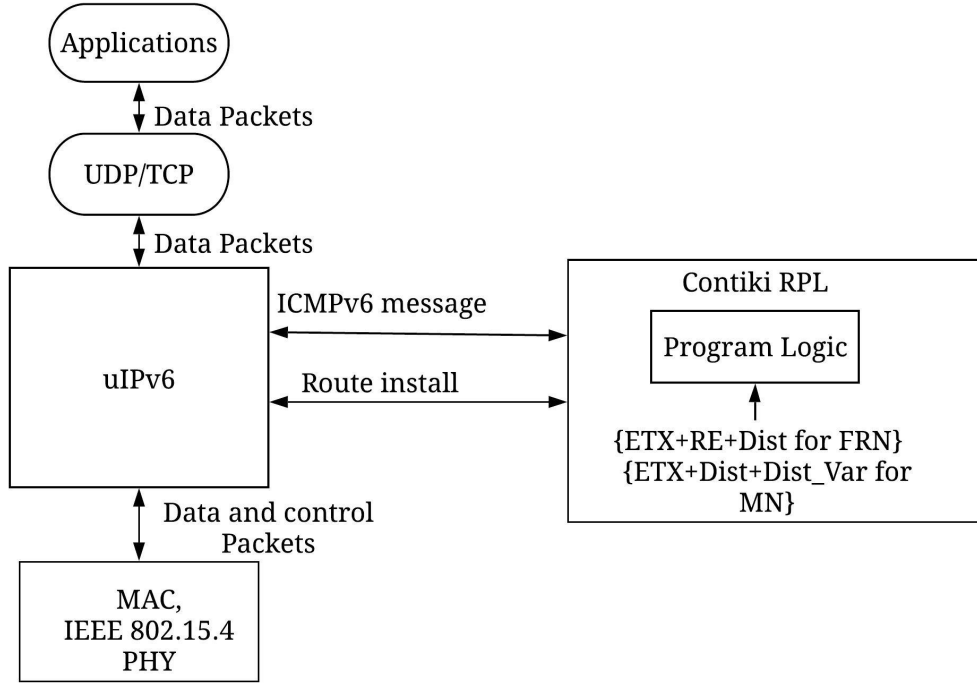 Applications
Data Packets
UDP/TCP
Data Packets
uIPv6
ICMPv6 message
Route install
Contiki RPL
Program Logic
{ETX+RE+Dist for FRN}
{ETX+Dist+Dist_Var for
MN}
Data and control
Packets
MAC,
IEEE 802.15.4
PHY